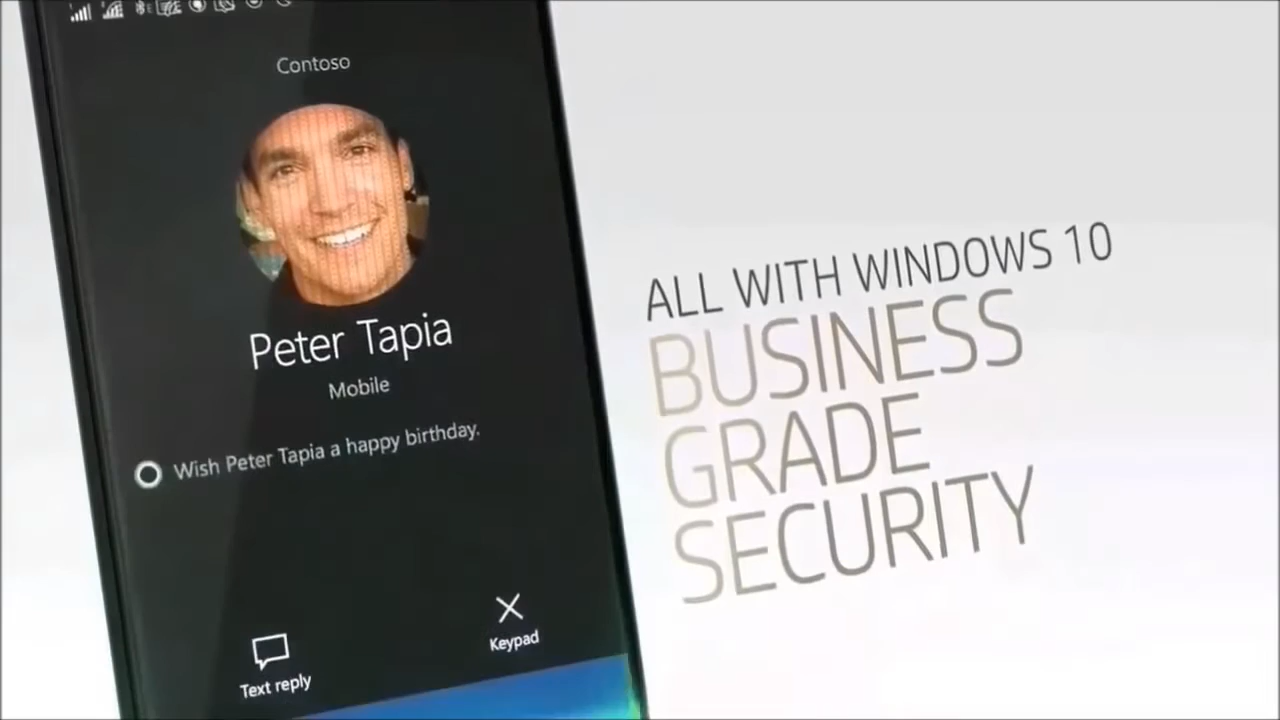 Contoso
Peter Tapia
Mobile
Wish Peter Tapia a happy birthday.
Text reply
Keypad
ALL WITH WINDOWS 10
BUSINESS
GRADE
SECURITY